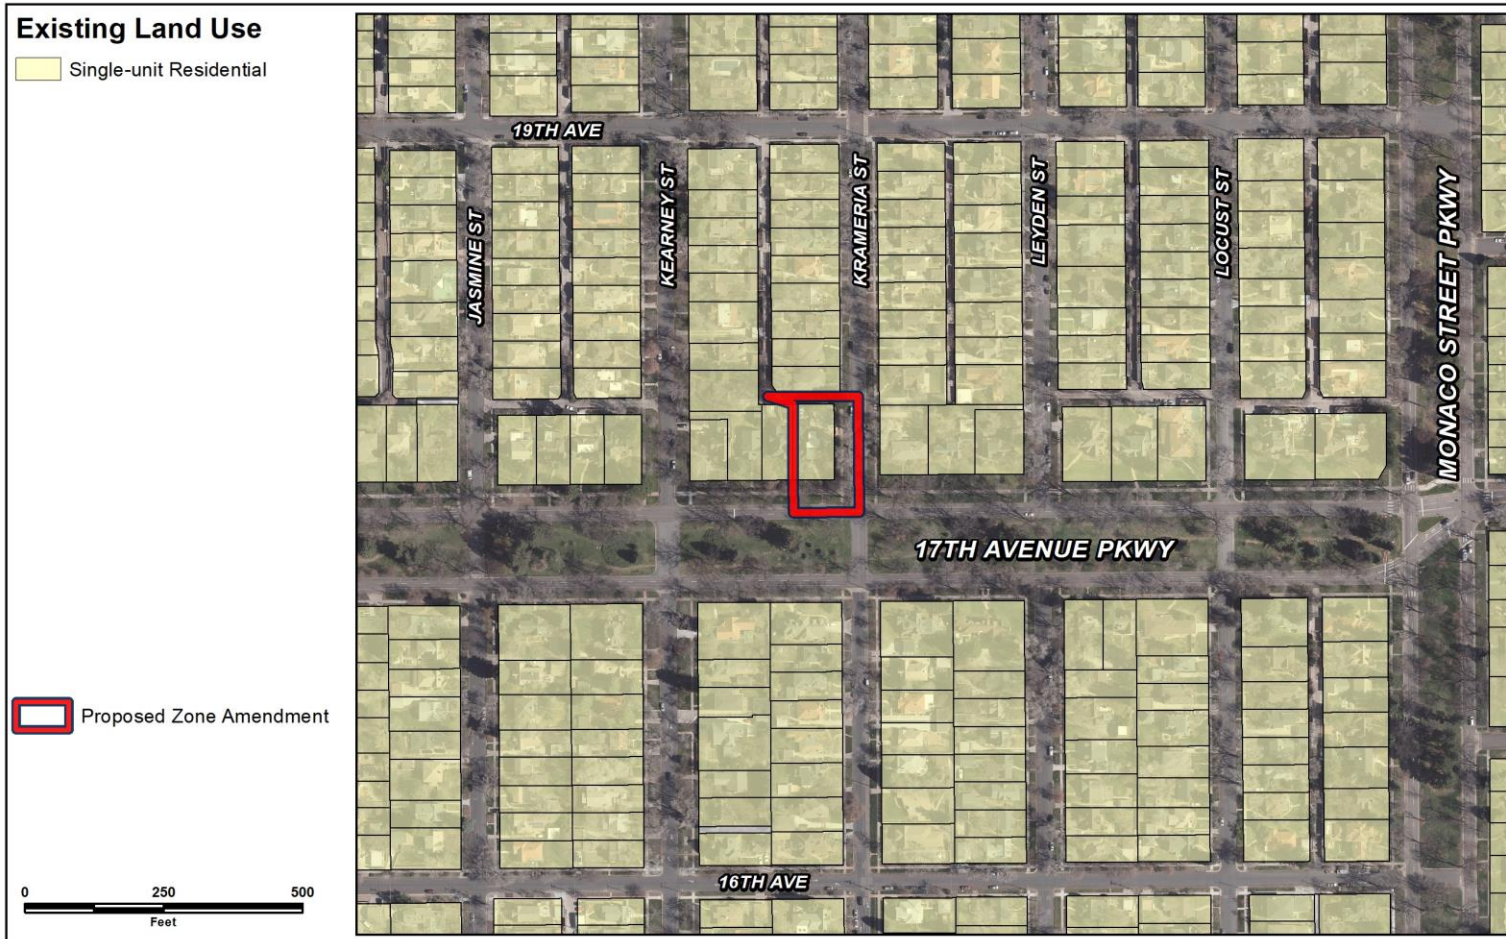 Existing Land Use
Single-unit Residential
19TH AVE
JASMINE ST
KEARNEY ST
KRAMERIA ST
LEYDEN ST
LOCUST ST
MONACO STREET PKWY
17TH AVENUE PKWY
Proposed Zone Amendment
16TH AVE
0 250 500
Feet